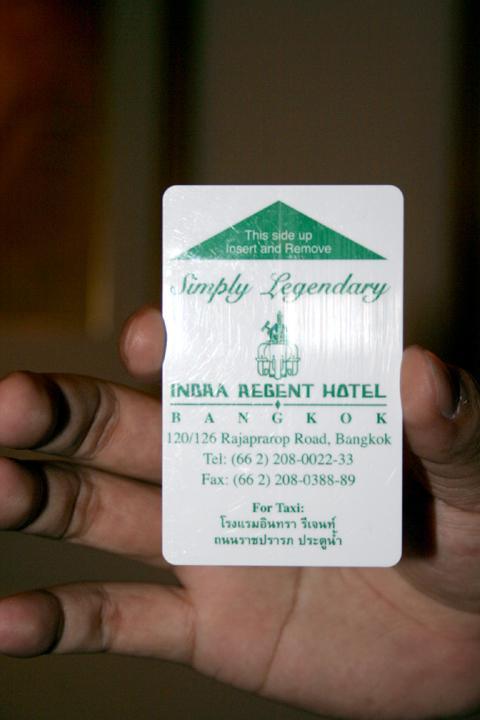 This side up
Insert and Remove
Simply Legendary
INDRA REGENT HOTEL
BANGKOK
120/126 Rajaprarop Road, Bangkok
Tel: (66 2) 208-0022-33
Fax: (66 2) 208-0388-89
For Taxi:
โรงแรมอินทรา รีเจนท์
ถนนราชปรารภ ประตูน้ำ